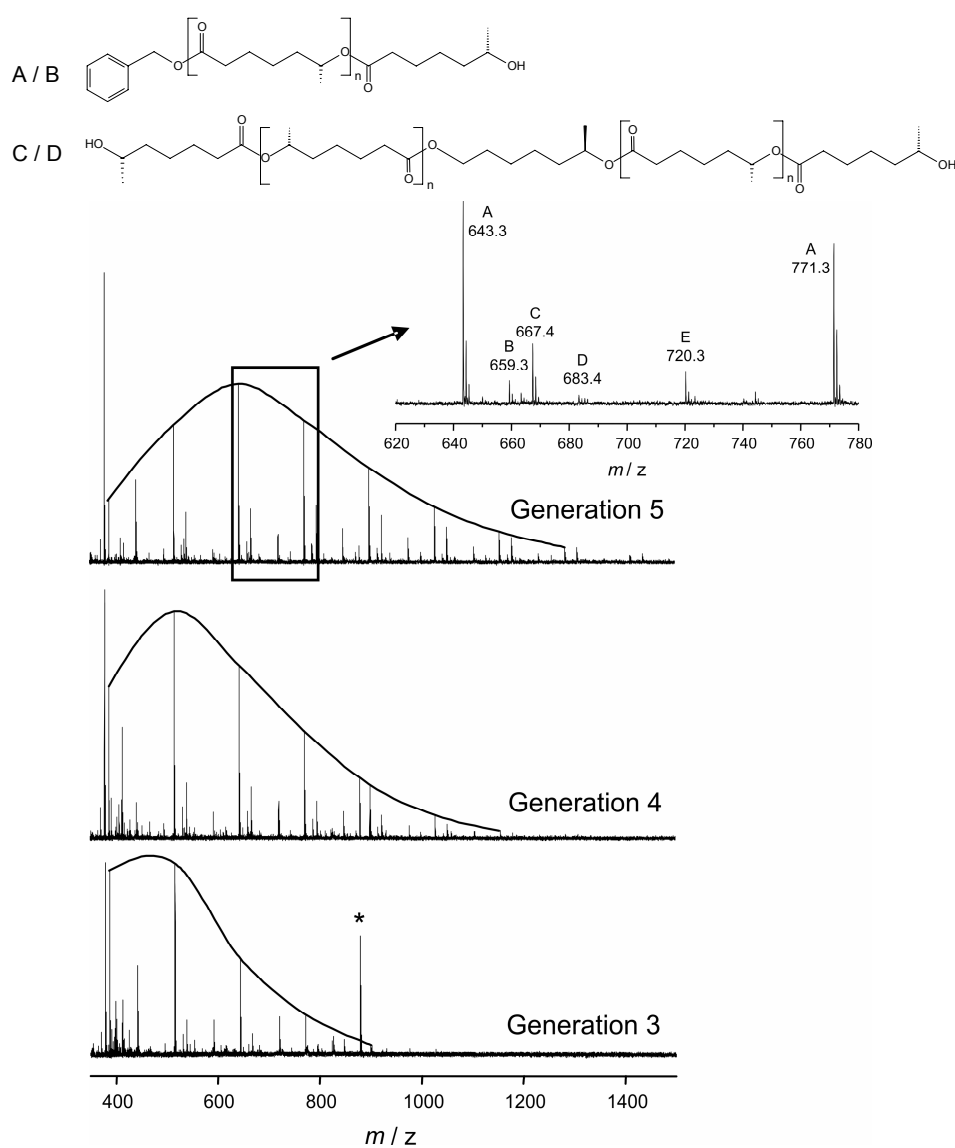 A / B
O
O
[
]
O
n
O
OH
C / D
HO
O
O
[
O
]
n
O
O
[
O
O
]
n
O
OH
A
643.3
B
659.3
C
667.4
D
683.4
E
720.3
A
771.3
620 640 660 680 700 720 740 760 780
m / z
Generation 5
Generation 4
*
Generation 3
400 600 800 1000 1200 1400
m / z